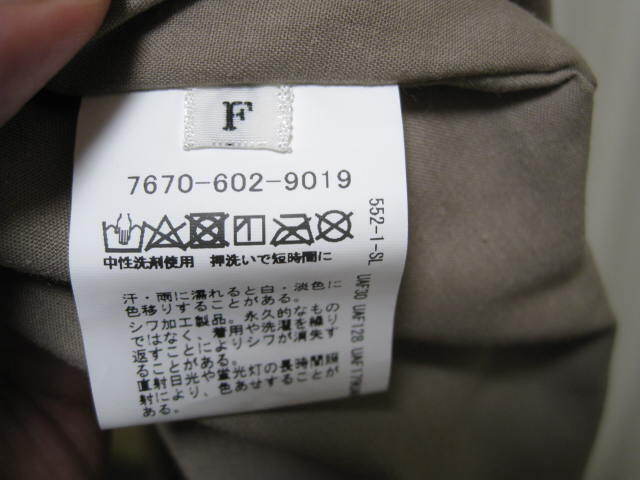 F
7670-602-9019
中性洗剤使用 押洗いで短時間に
汗・雨に濡れると白・淡色に
色移りすることがある。
シワ加工製品。永久的なもの
ではなく、着用や洗濯を繰り
返すことによりシワが消失す
ることがある。
直射日光や蛍光灯の長時間照
射により、色あせすることが
ある。
552-1-SL UAF30 UAF128 UAF179